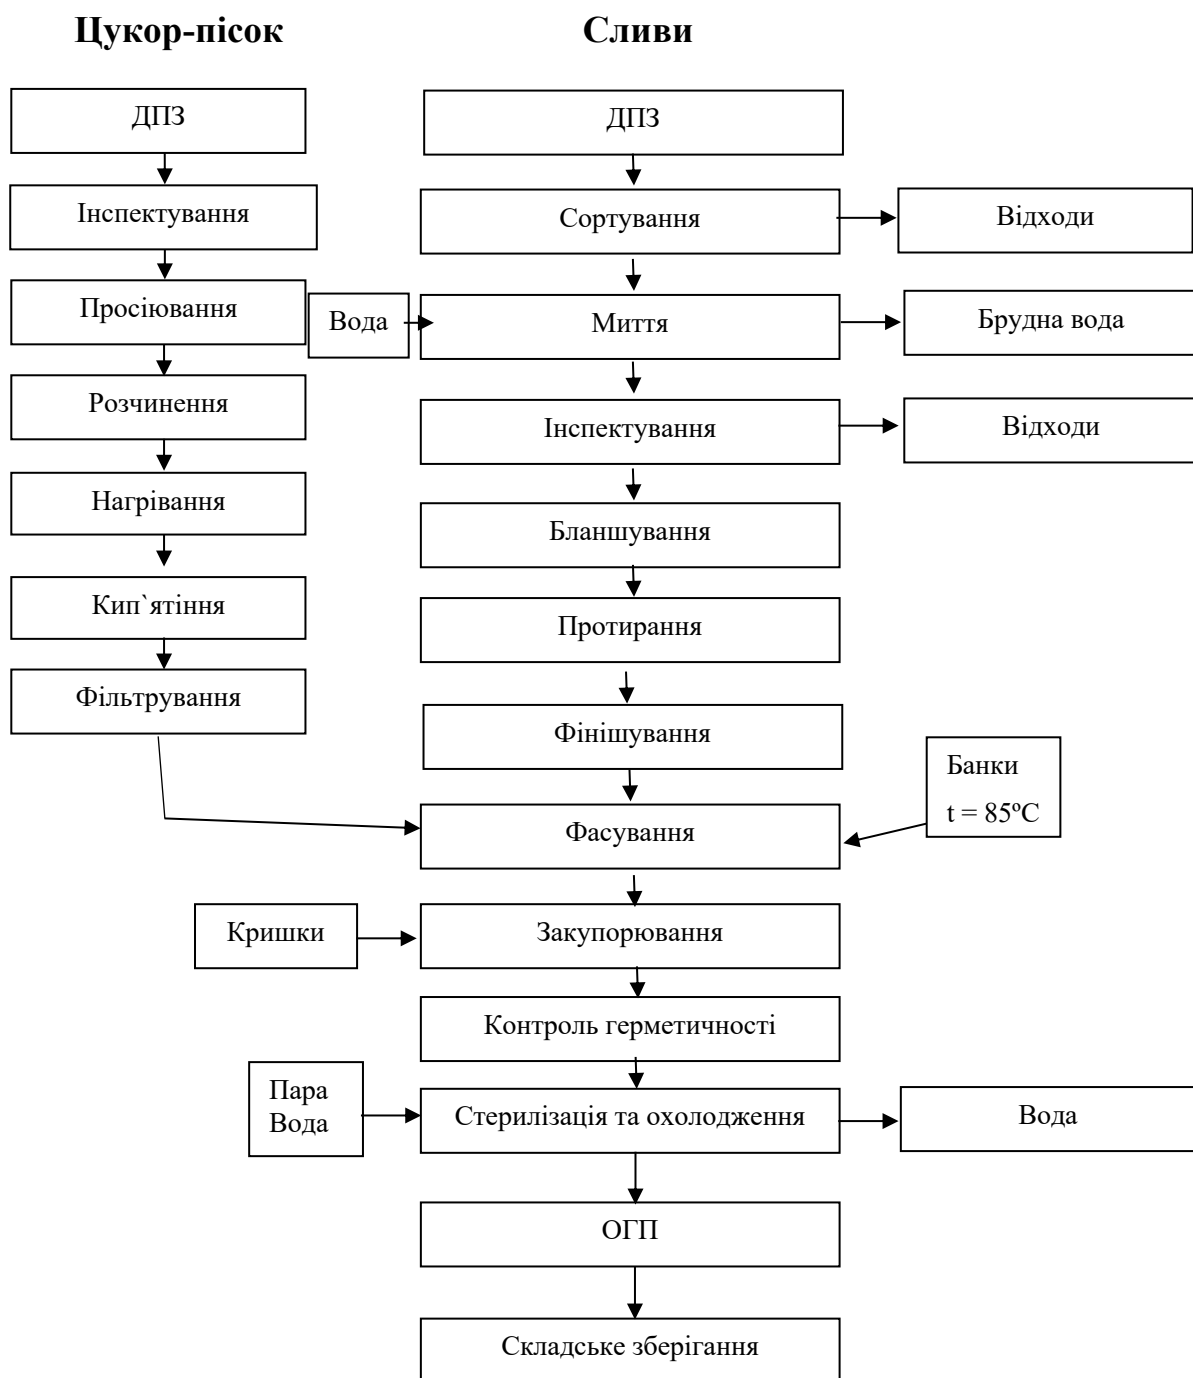 Цукор-пісок
Сливи
ДПЗ
ДПЗ
Інспектування
Сортування
Відходи
Просіювання
Вода
Миття
Брудна вода
Розчинення
Інспектування
Відходи
Нагрівання
Бланшування
Кип`ятіння
Протирання
Фільтрування
Фінішування
Банки
t = 85ºC
Фасування
Кришки
Закупорювання
Контроль герметичності
Пара
Вода
Стерилізація та охолодження
Вода
ОГП
Складське зберігання